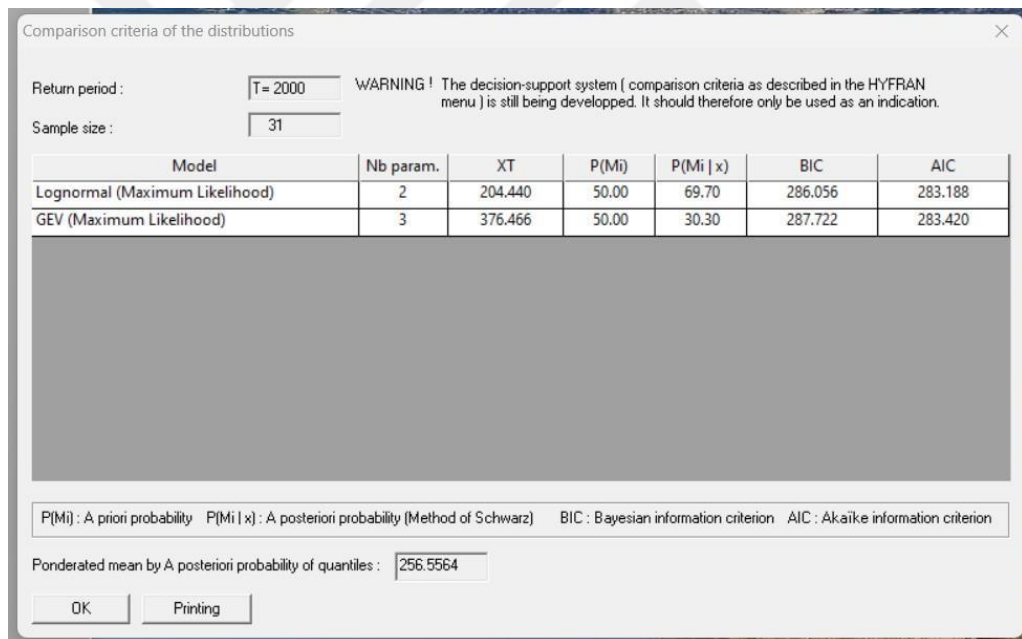 Comparison criteria of the distributions
Return period : T= 2000
WARNING ! The decision-support system ( comparison criteria as described in the HYFRAN
menu ) is still being developped. It should therefore only be used as an indication.
Sample size : 31
Model Nb param. XT P(Mi) P(Mi | x) BIC AIC
Lognormal (Maximum Likelihood) 2 204.440 50.00 69.70 286.056 283.188
GEV (Maximum Likelihood) 3 376.466 50.00 30.30 287.722 283.420
P(Mi) : A priori probability P(Mi | x) : A posteriori probability (Method of Schwarz) BIC : Bayesian information criterion AIC : Akaïke information criterion
Ponderated mean by A posteriori probability of quantiles : 256.5564
OK Printing